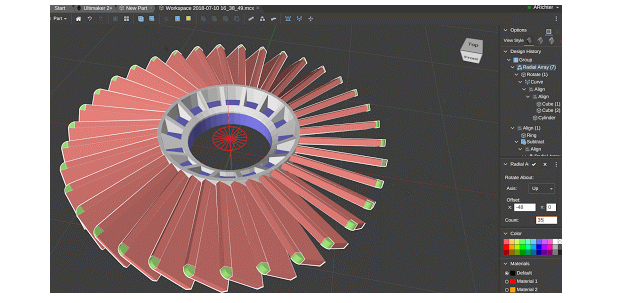 Start
Ultimaker 2+
New Part
Workspace 2018-07-10 16_38_49.mcx
ARichter
Part
Top
Options
View Style
Design History
Group
Radial Array (7)
Rotate (1)
Curve
Align
Align
Cube (1)
Cube (2)
Cylinder
Align (1)
Ring
Subtract
Align
Radial A
Rotate About:
Axis: Up
Offset:
X: -48 Y: 0
Count: 35
Color
Materials
Default
Material 1
Material 2